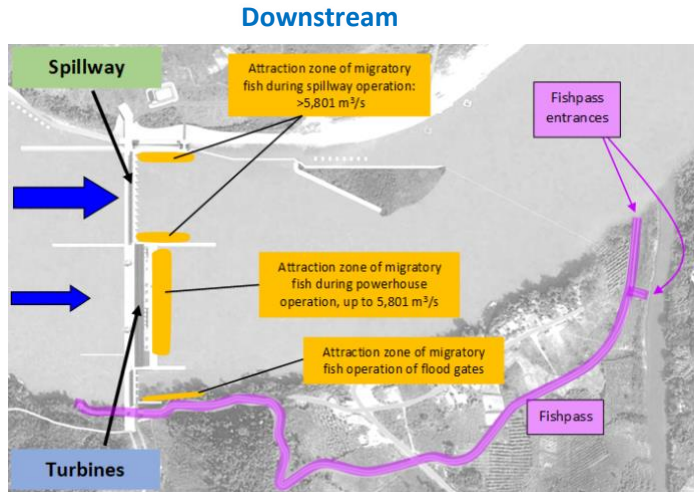 Downstream
Spillway
Attraction zone of migratory
fish during spillway operation:
>5,801 m³/s
Fishpass
entrances
Attraction zone of migratory
fish during powerhouse
operation, up to 5,801 m³/s
Attraction zone of migratory
fish operation of flood gates
Fishpass
Turbines